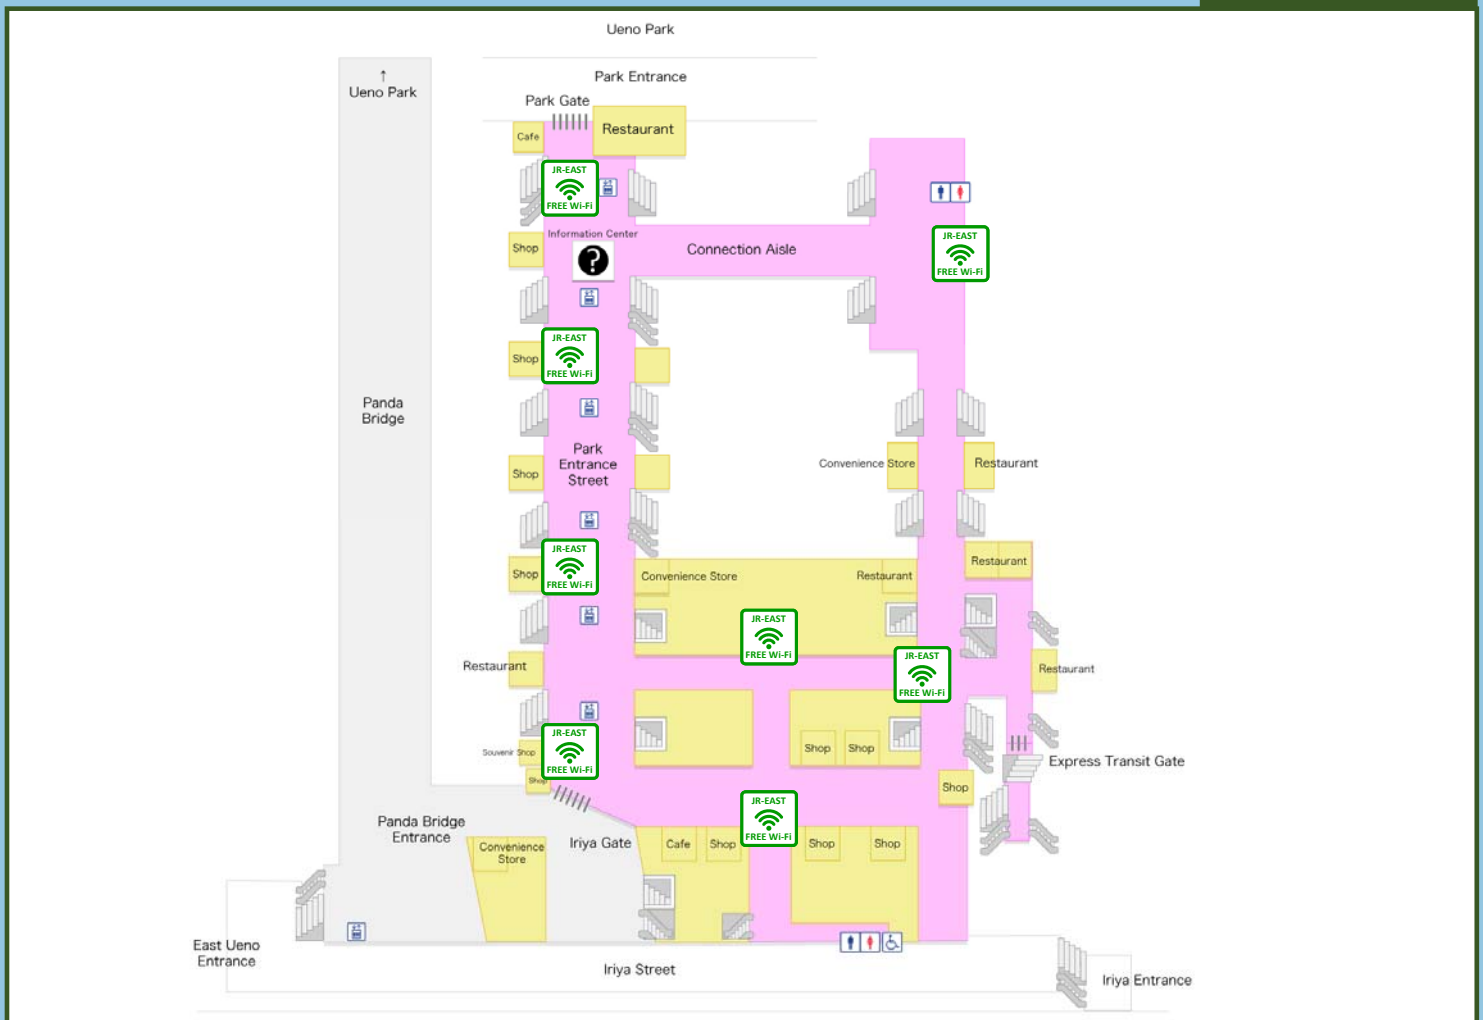 Ueno Park
Park Entrance
↑
Ueno Park
Park Gate
Cafe
Restaurant
JR-EAST
FREE Wi-Fi
Information Center
?
Shop
Connection Aisle
JR-EAST
FREE Wi-Fi
Shop
JR-EAST
FREE Wi-Fi
Panda
Bridge
Park
Entrance
Street
Shop
Convenience Store
Restaurant
Shop
JR-EAST
FREE Wi-Fi
Convenience Store
Restaurant
Restaurant
JR-EAST
FREE Wi-Fi
Restaurant
JR-EAST
FREE Wi-Fi
Restaurant
Souvenir Shop
Shop
JR-EAST
FREE Wi-Fi
Shop
Shop
Express Transit Gate
Shop
Panda Bridge
Entrance
Iriya Gate
JR-EAST
FREE Wi-Fi
Convenience
Store
Cafe
Shop
Shop
Shop
East Ueno
Entrance
Iriya Street
Iriya Entrance